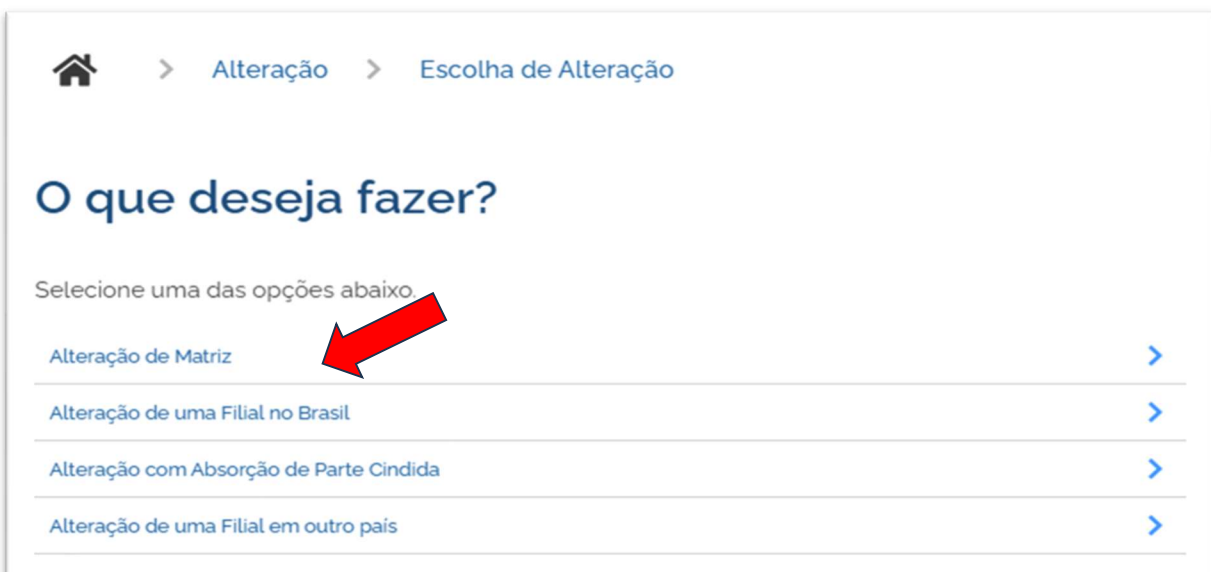 > Alteração > Escolha de Alteração
O que deseja fazer?
Selecione uma das opções abaixo.
Alteração de Matriz
Alteração de uma Filial no Brasil
Alteração com Absorção de Parte Cindida
Alteração de uma Filial em outro país